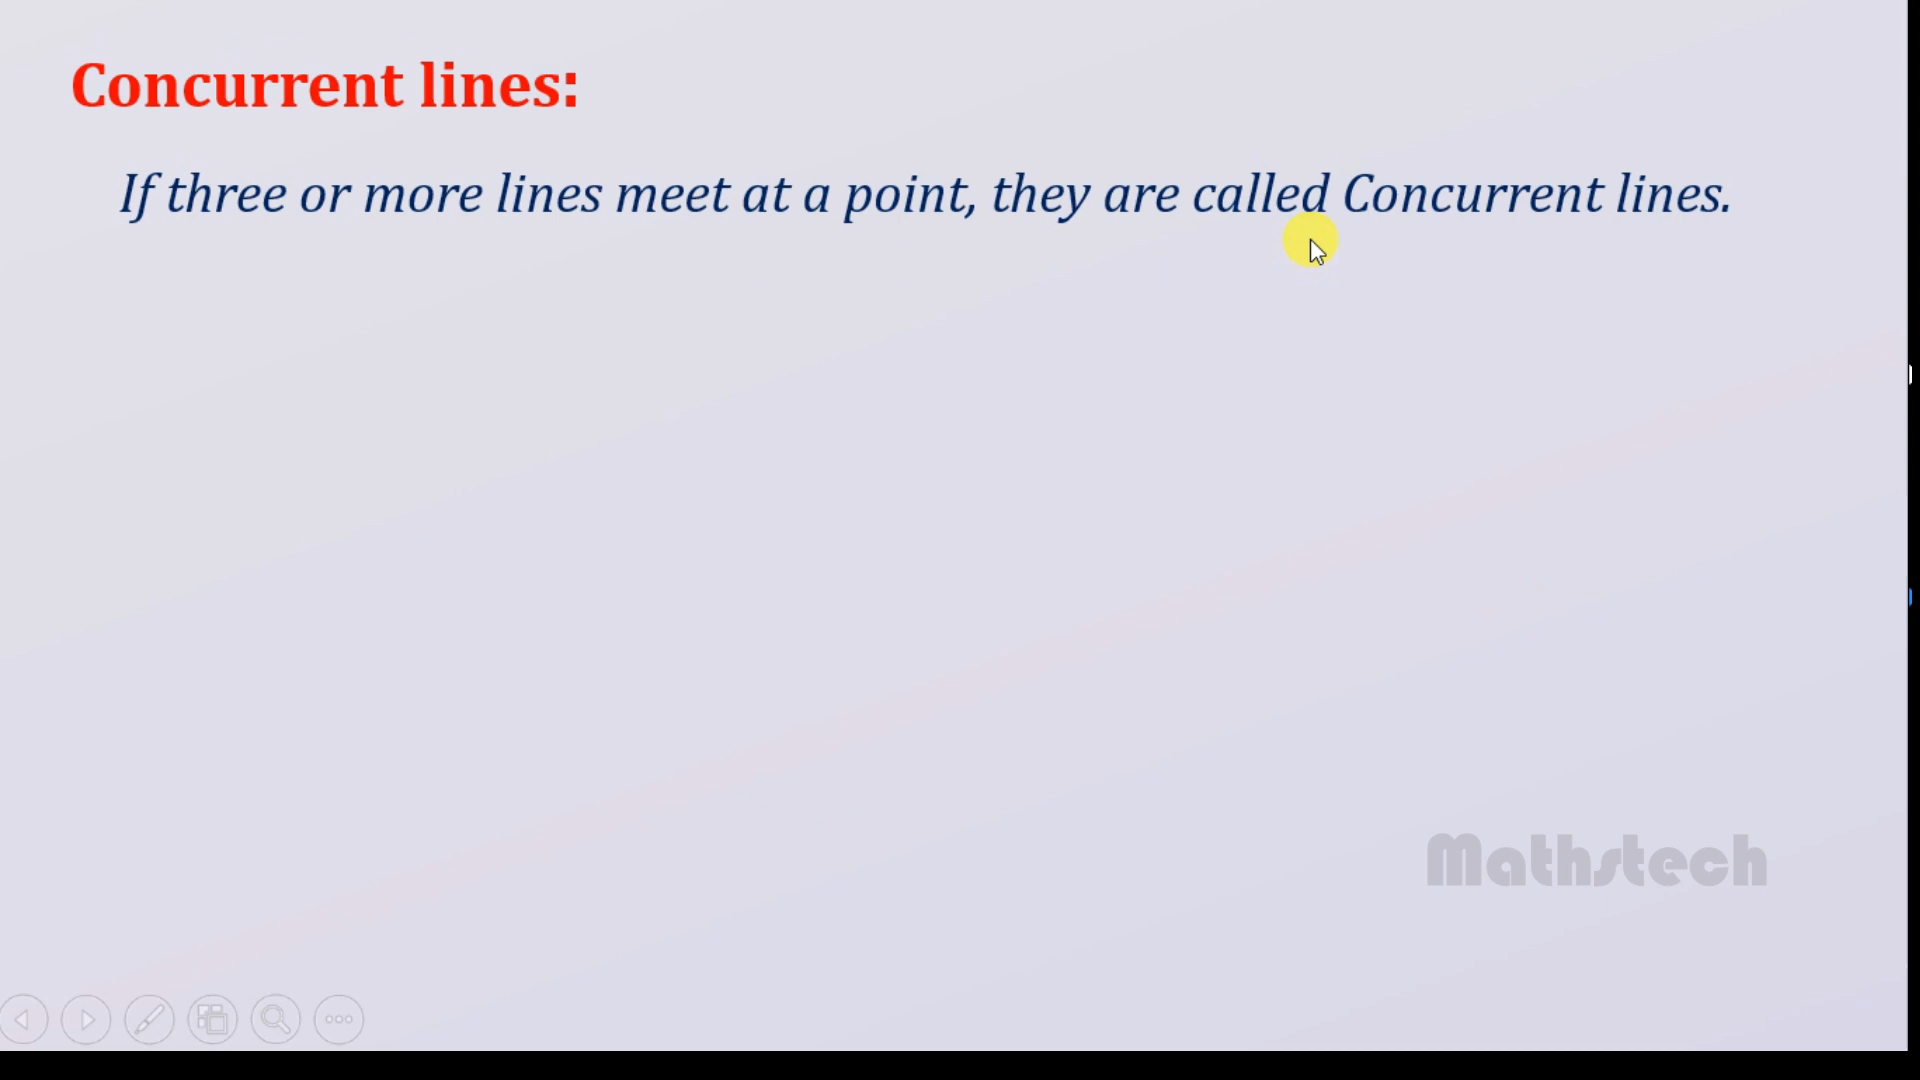 Concurrent lines:
If three or more lines meet at a point, they are called Concurrent lines.
Mathstech